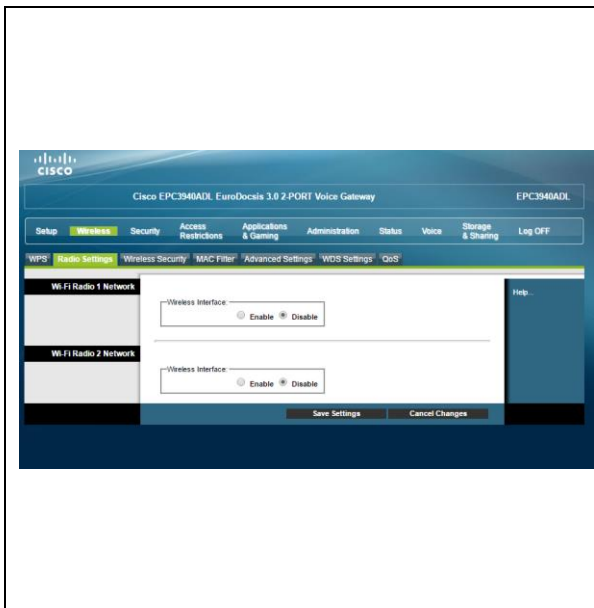 CISCO
Cisco EPC3940ADL EuroDocsis 3.0 2-PORT Voice Gateway EPC3940ADL
Setup Wireless Security Access Restrictions Applications & Gaming Administration Status Voice Storage & Sharing Log OFF
WPS Radio Settings Wireless Security MAC Filter Advanced Settings WDS Settings QoS
Wi-Fi Radio 1 Network
Help...
Wireless Interface:
Enable Disable
Wi-Fi Radio 2 Network
Wireless Interface:
Enable Disable
Save Settings Cancel Changes